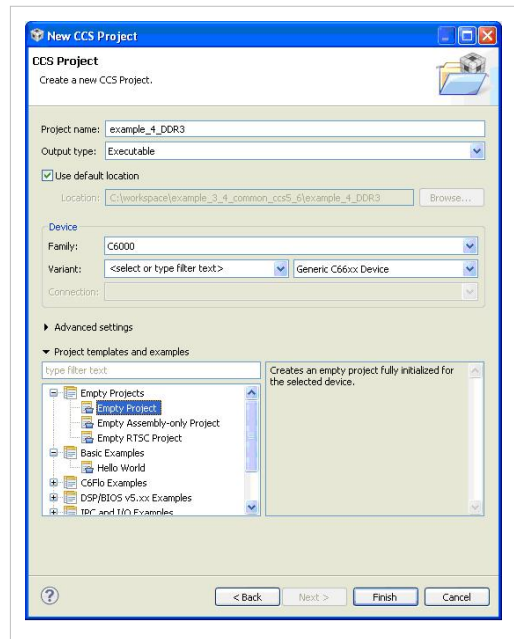 New CCS Project
CCS Project
Create a new CCS Project.
Project name: example_4_DDR3
Output type: Executable
Use default location
Location: C:\workspace\example_3_4_common_ccs5_6\example_4_DDR3 Browse...
Device
Family: C6000
Variant: <select or type filter text> Generic C66xx Device
Connection:
Advanced settings
Project templates and examples
type filter text
Creates an empty project fully initialized for
the selected device.
Empty Projects
Empty Project
Empty Assembly-only Project
Empty RTSC Project
Basic Examples
Hello World
C6Flo Examples
DSP/BIOS v5.xx Examples
IPC and I/O Examples
? < Back Next > Finish Cancel